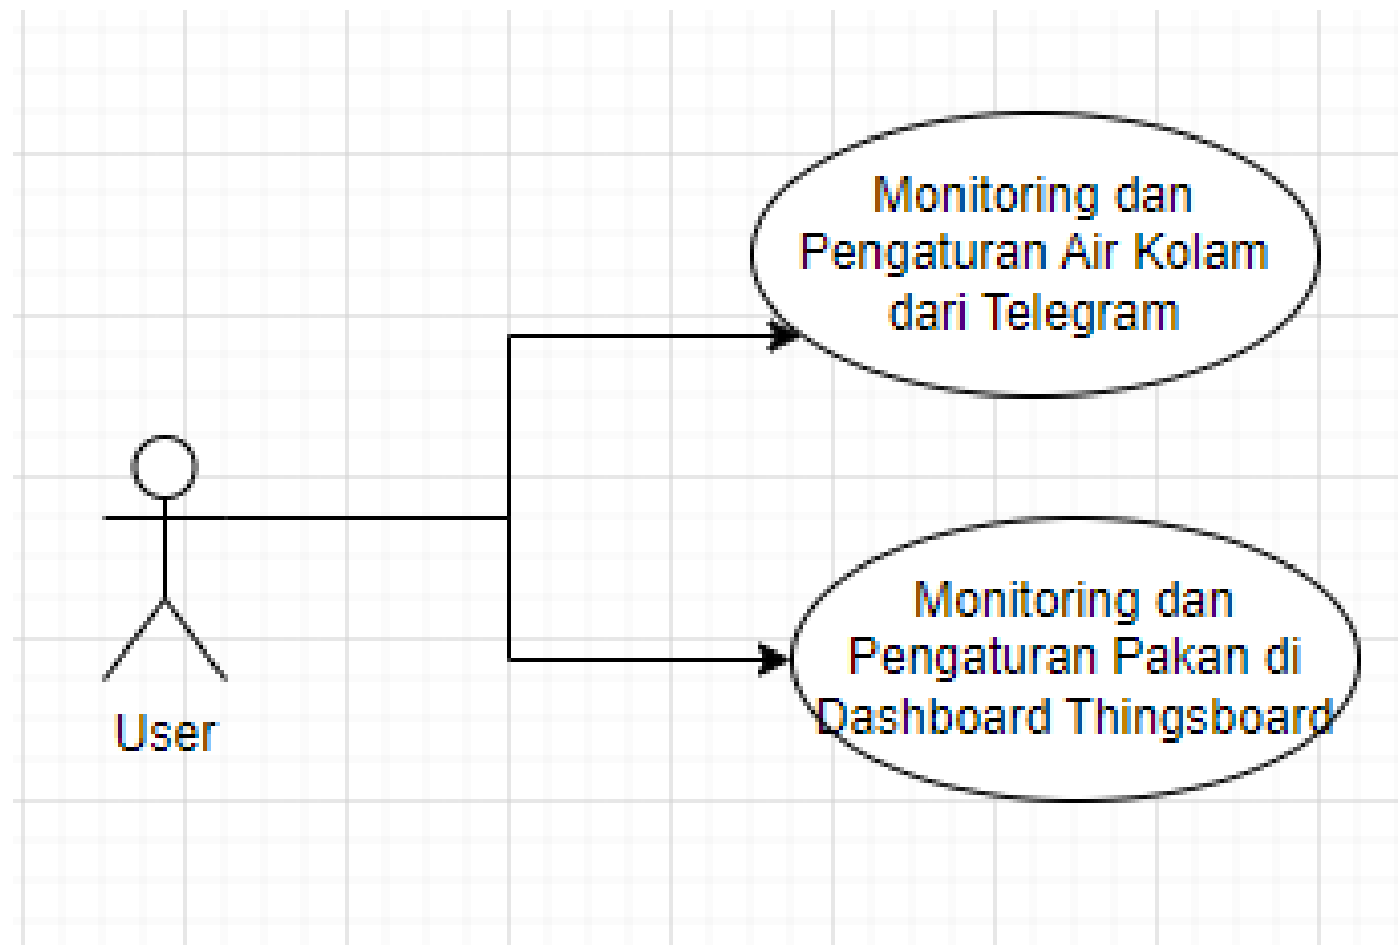 Monitoring dan
Pengaturan Air Kolam
dari Telegram
Monitoring dan
Pengaturan Pakan di
Dashboard Thingsboard
User